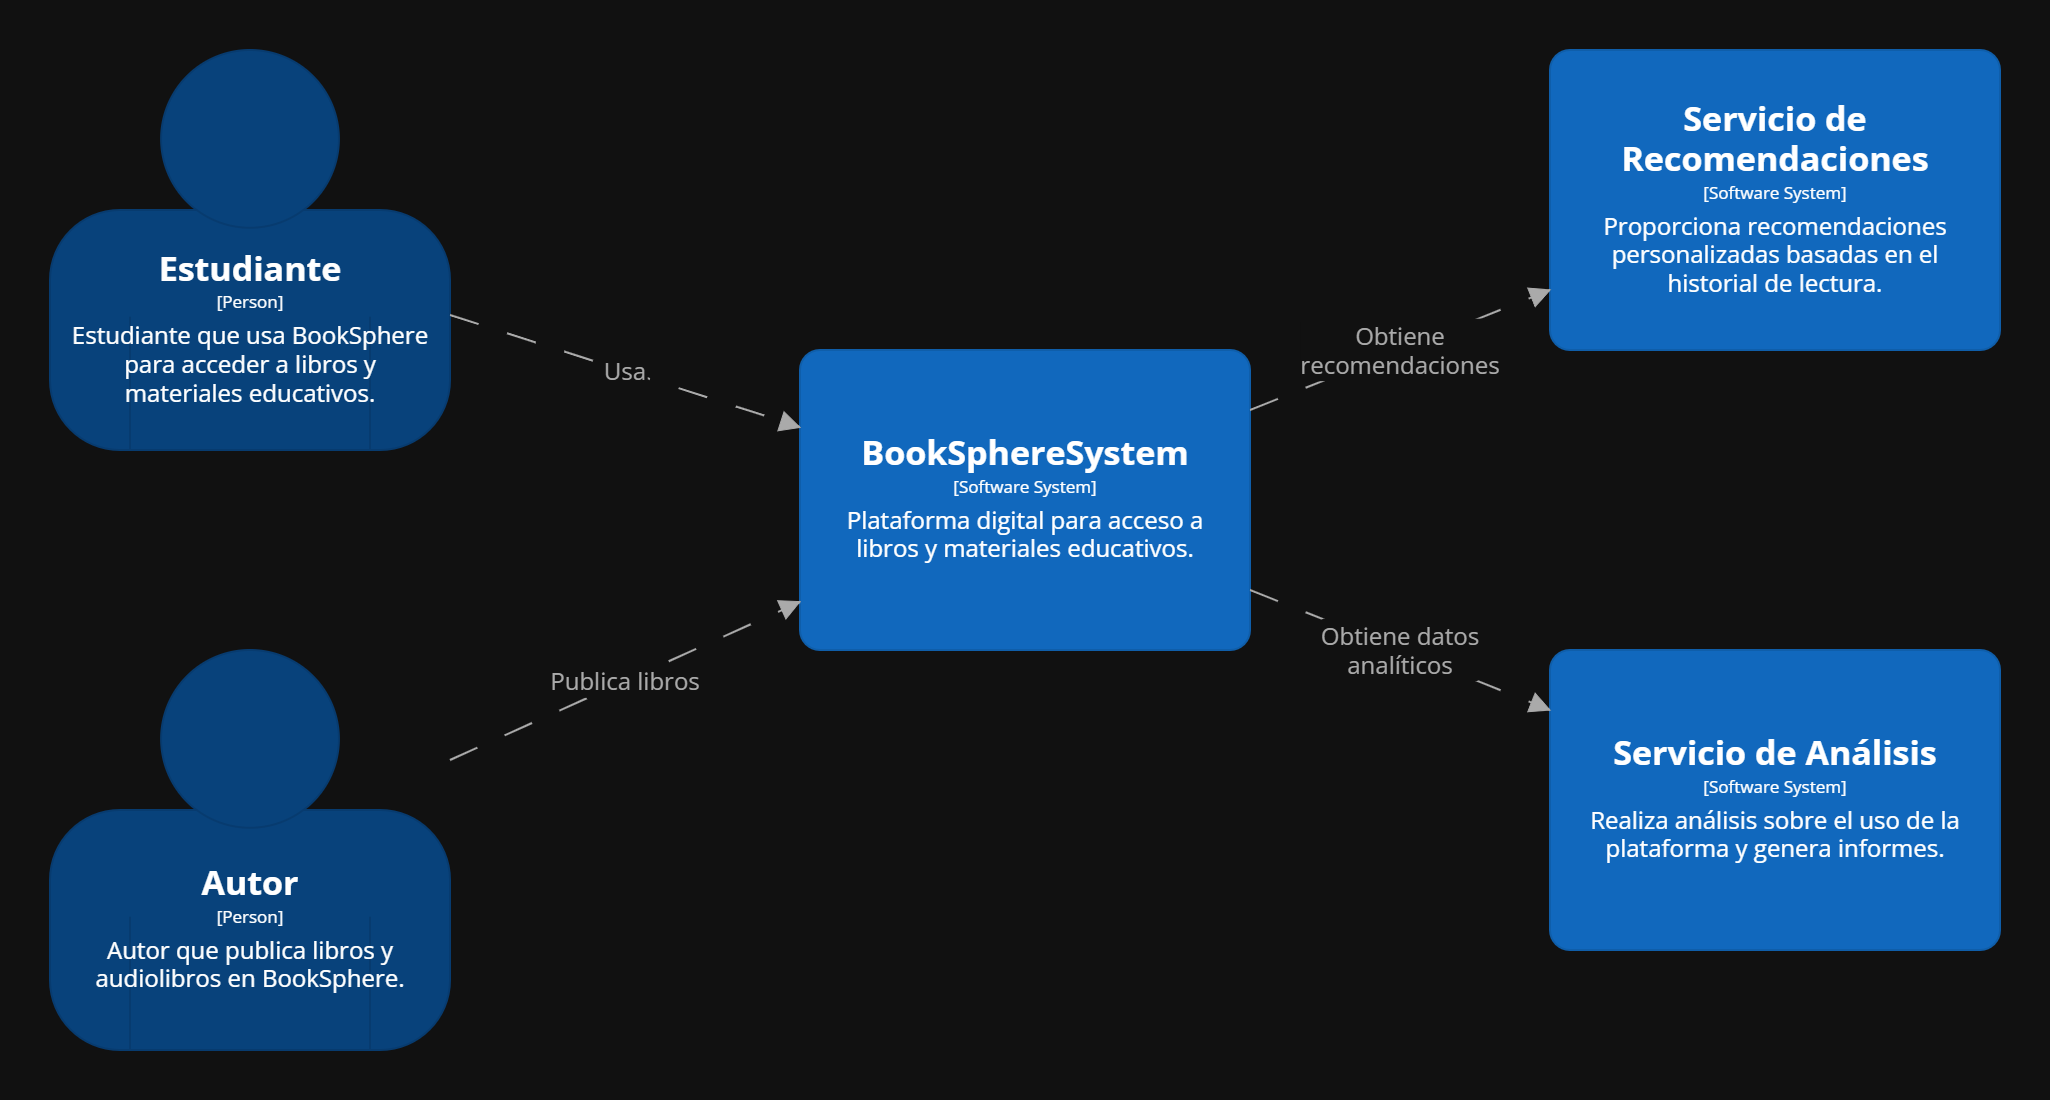 Estudiante
[Person]
Estudiante que usa BookSphere
para acceder a libros y
materiales educativos.
Usa.
Autor
[Person]
Autor que publica libros y
audiolibros en BookSphere.
Publica libros
BookSphereSystem
[Software System]
Plataforma digital para acceso a
libros y materiales educativos.
Obtiene
recomendaciones
Obtiene datos
analíticos
Servicio de
Recomendaciones
[Software System]
Proporciona recomendaciones
personalizadas basadas en el
historial de lectura.
Servicio de Análisis
[Software System]
Realiza análisis sobre el uso de la
plataforma y genera informes.